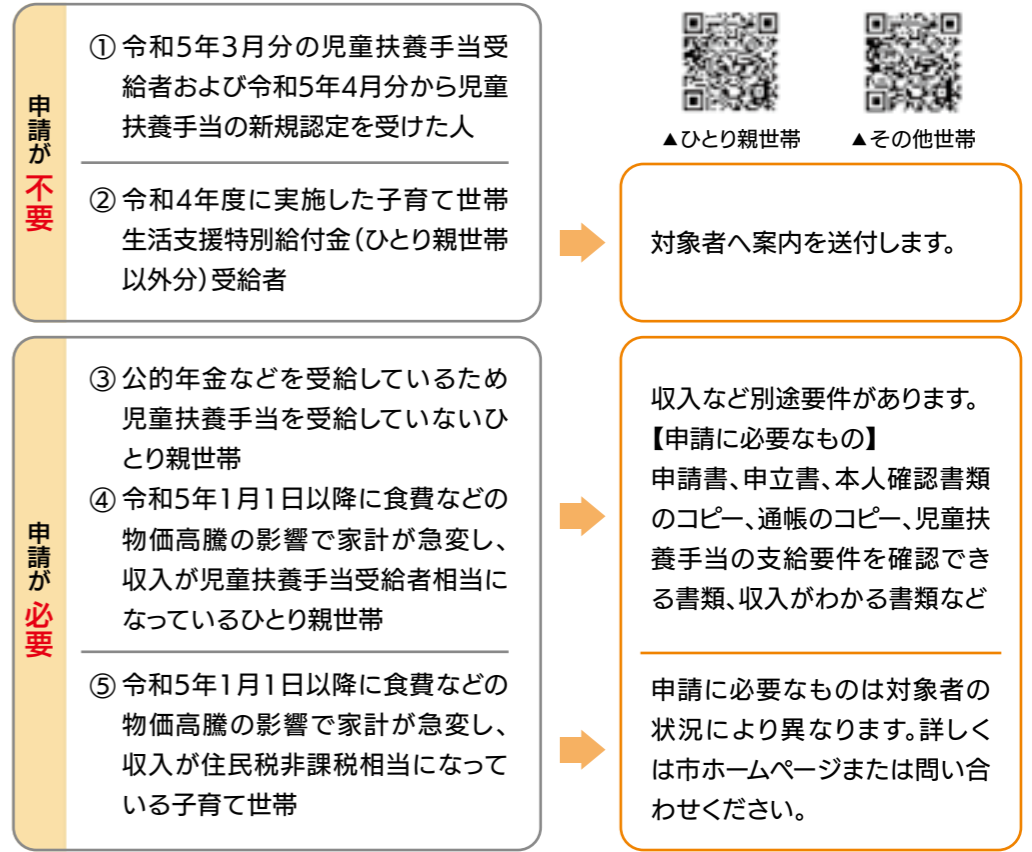 申請が不要
① 令和5年3月分の児童扶養手当受
給者および令和5年4月分から児童
扶養手当の新規認定を受けた人
② 令和4年度に実施した子育て世帯
生活支援特別給付金（ひとり親世帯
以外分）受給者
▲ひとり親世帯
▲その他世帯
対象者へ案内を送付します。
申請が必要
③ 公的年金などを受給しているため
児童扶養手当を受給していないひ
とり親世帯
④ 令和5年1月1日以降に食費などの
物価高騰の影響で家計が急変し、
収入が児童扶養手当受給者相当に
なっているひとり親世帯
収入など別途要件があります。
【申請に必要なもの】
申請書、申立書、本人確認書類
のコピー、通帳のコピー、児童扶
養手当の支給要件を確認でき
る書類、収入がわかる書類など
⑤ 令和5年1月1日以降に食費などの
物価高騰の影響で家計が急変し、
収入が住民税非課税相当になって
いる子育て世帯
申請に必要なものは対象者の
状況により異なります。詳しく
は市ホームページまたは問い合
わせください。